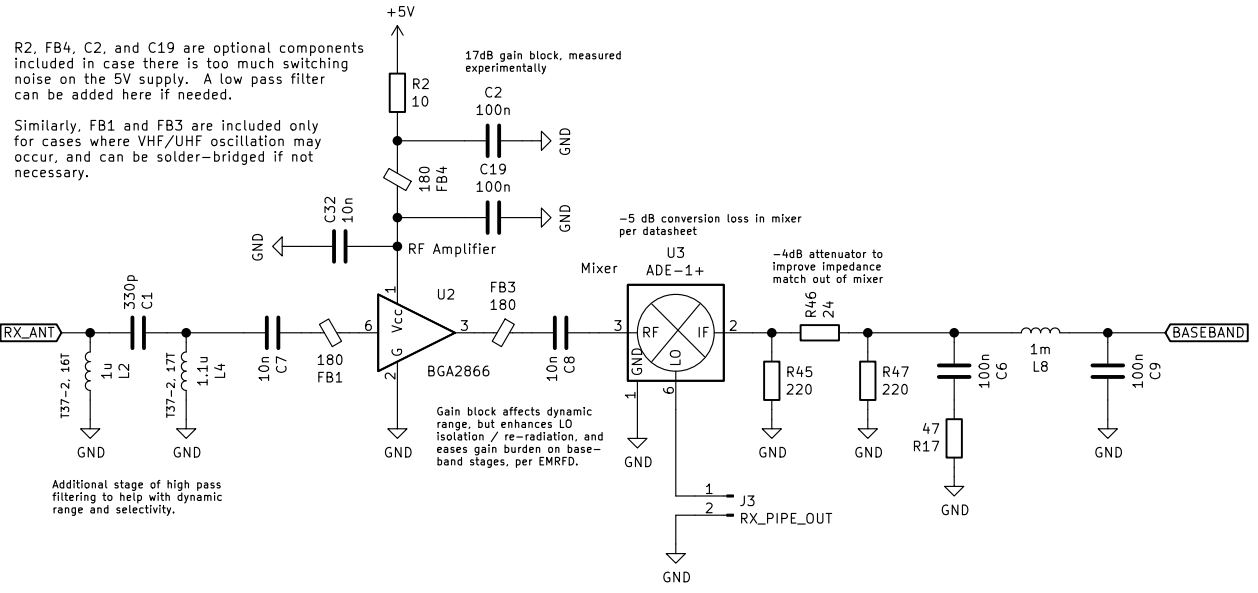 +5V
R2, FB4, C2, and C19 are optional components
included in case there is too much switching
noise on the 5V supply.  A low pass filter
can be added here if needed.
Similarly, FB1 and FB3 are included only
for cases where VHF/UHF oscillation may
occur, and can be solder-bridged if not
necessary.
R2
10
17dB gain block, measured
experimentally
C2
100n
GND
180
FB4
C19
100n
GND
C32
10n
GND
RF Amplifier
-5 dB conversion loss in mixer
per datasheet
U3
ADE-1+
Mixer
-4dB attenuator to
improve impedance
match out of mixer
RX_ANT
330p
C1
T37-2, 16T
1u
L2
GND
T37-2, 17T
1.1u
L4
GND
10n
C7
180
FB1
1
6
Vcc
G
2
3
U2
BGA2866
GND
FB3
180
10n
C8
3
RF
IF
LO
GND
2
1
6
GND
R46
24
R45
220
GND
R47
220
GND
100n
C6
47
R17
GND
1m
L8
100n
C9
GND
BASEBAND
Gain block affects dynamic
range, but enhances LO
isolation / re-radiation, and
eases gain burden on base-
band stages, per EMRFD.
Additional stage of high pass
filtering to help with dynamic
range and selectivity.
1
2
J3
RX_PIPE_OUT
GND